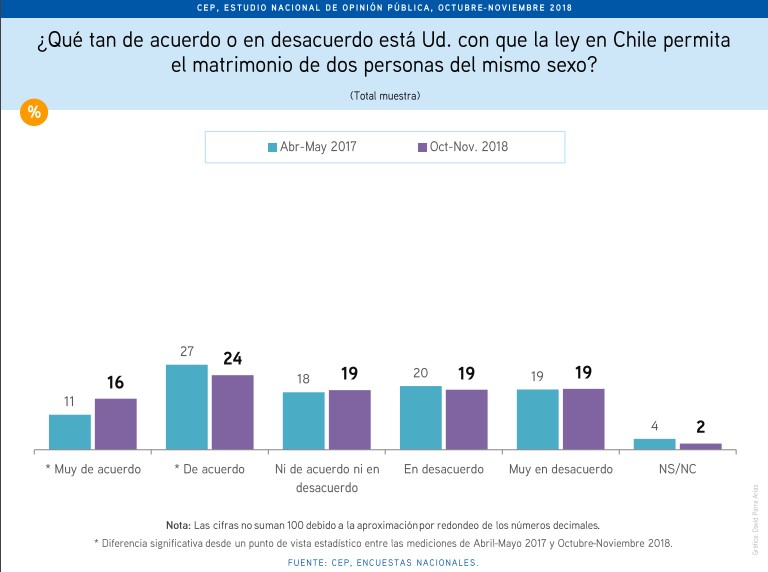 CEP, ESTUDIO NACIONAL DE OPINIÓN PÚBLICA, OCTUBRE-NOVIEMBRE 2018
¿Qué tan de acuerdo o en desacuerdo está Ud. con que la ley en Chile permita
el matrimonio de dos personas del mismo sexo?
(Total muestra)
%
Abr-May 2017 Oct-Nov. 2018
11 16 27 24 18 19 20 19 19 19 4 2
* Muy de acuerdo * De acuerdo Ni de acuerdo ni en En desacuerdo Muy en desacuerdo NS/NC
desacuerdo
Nota: Las cifras no suman 100 debido a la aproximación por redondeo de los números decimales.
* Diferencia significativa desde un punto de vista estadístico entre las mediciones de Abril-Mayo 2017 y Octubre-Noviembre 2018.
FUENTE: CEP, ENCUESTAS NACIONALES.
Gráfica: David Parra Arias